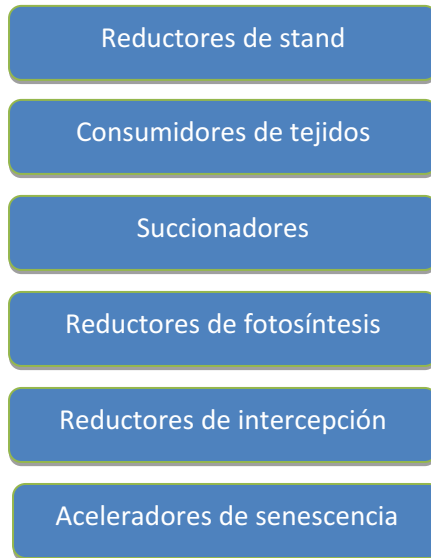 Reductores de stand
Consumidores de tejidos
Succionadores
Reductores de fotosíntesis
Reductores de intercepción
Aceleradores de senescencia